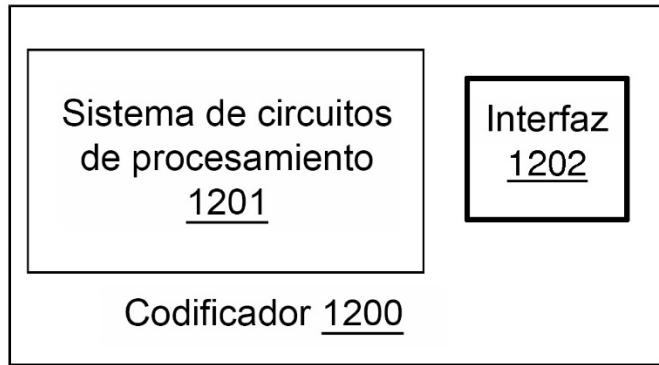 Sistema de circuitos
de procesamiento
1201
Interfaz
1202
Codificador 1200